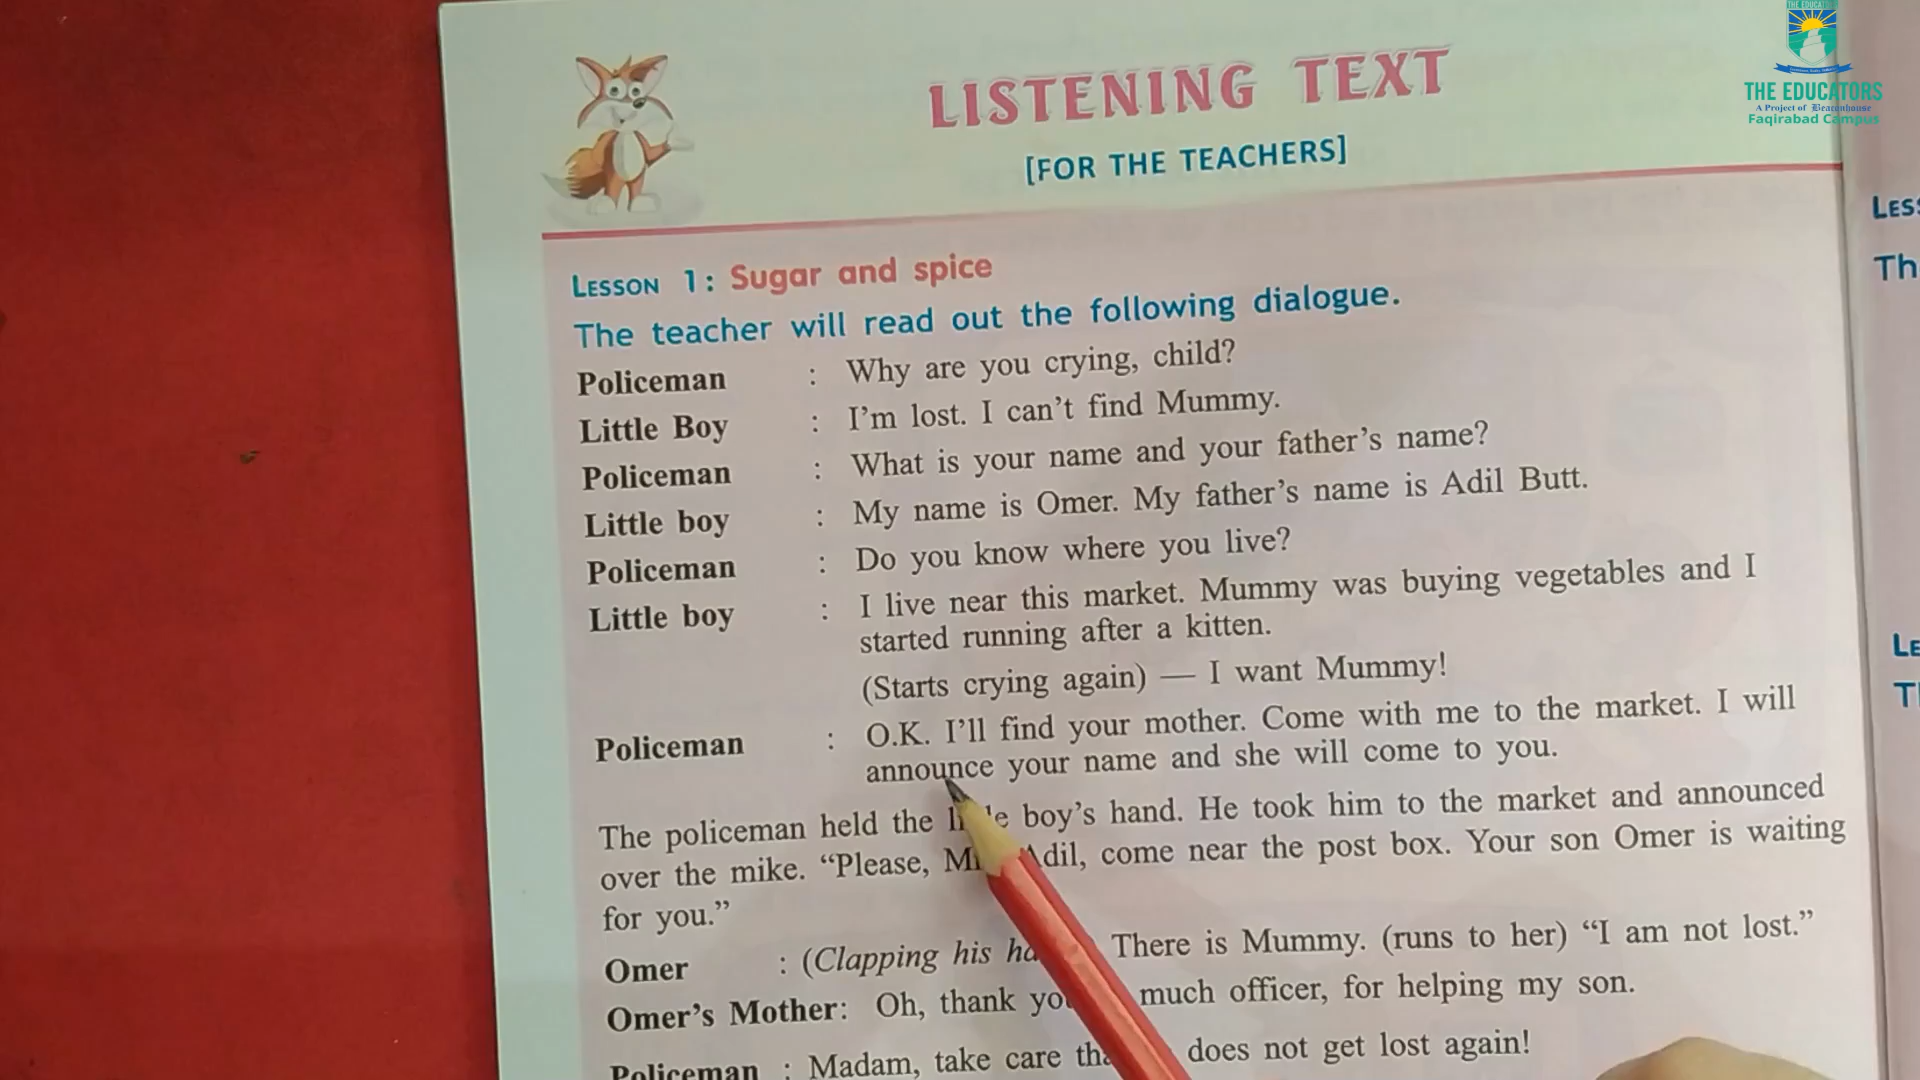 THE EDUCATORS
THE EDUCATORS
A Project of Beaconhouse
Faqirabad Campus
LISTENING TEXT
[FOR THE TEACHERS]
LESSON 1: Sugar and spice
The teacher will read out the following dialogue.
Policeman : Why are you crying, child?
Little Boy : I'm lost. I can't find Mummy.
Policeman : What is your name and your father's name?
Little boy : My name is Omer. My father's name is Adil Butt.
Policeman : Do you know where you live?
Little boy : I live near this market. Mummy was buying vegetables and I
started running after a kitten.
(Starts crying again) — I want Mummy!
Policeman : O.K. I'll find your mother. Come with me to the market. I will
announce your name and she will come to you.
The policeman held the boy's hand. He took him to the market and announced
over the mike. “Please, Adil, come near the post box. Your son Omer is waiting
for you.”
Omer : (Clapping his There is Mummy. (runs to her) “I am not lost.”
Omer's Mother: Oh, thank much officer, for helping my son.
Policeman : Madam, take care does not get lost again!